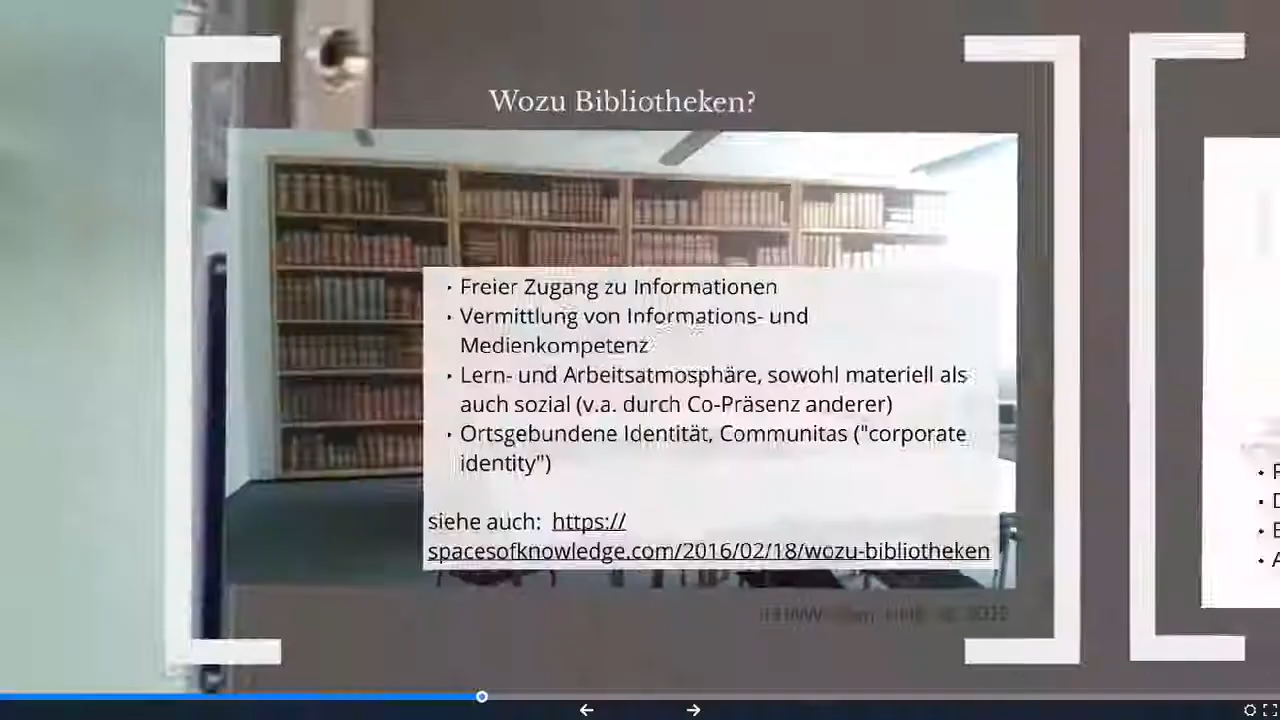 Wozu Bibliotheken?
· Freier Zugang zu Informationen
· Vermittlung von Informations- und
Medienkompetenz
· Lern- und Arbeitsatmosphäre, sowohl materiell als
auch sozial (v.a. durch Co-Präsenz anderer)
· Ortsgebundene Identität, Communitas ("corporate
identity")
siehe auch: https://
spacesofknowledge.com/2016/02/18/wozu-bibliotheken